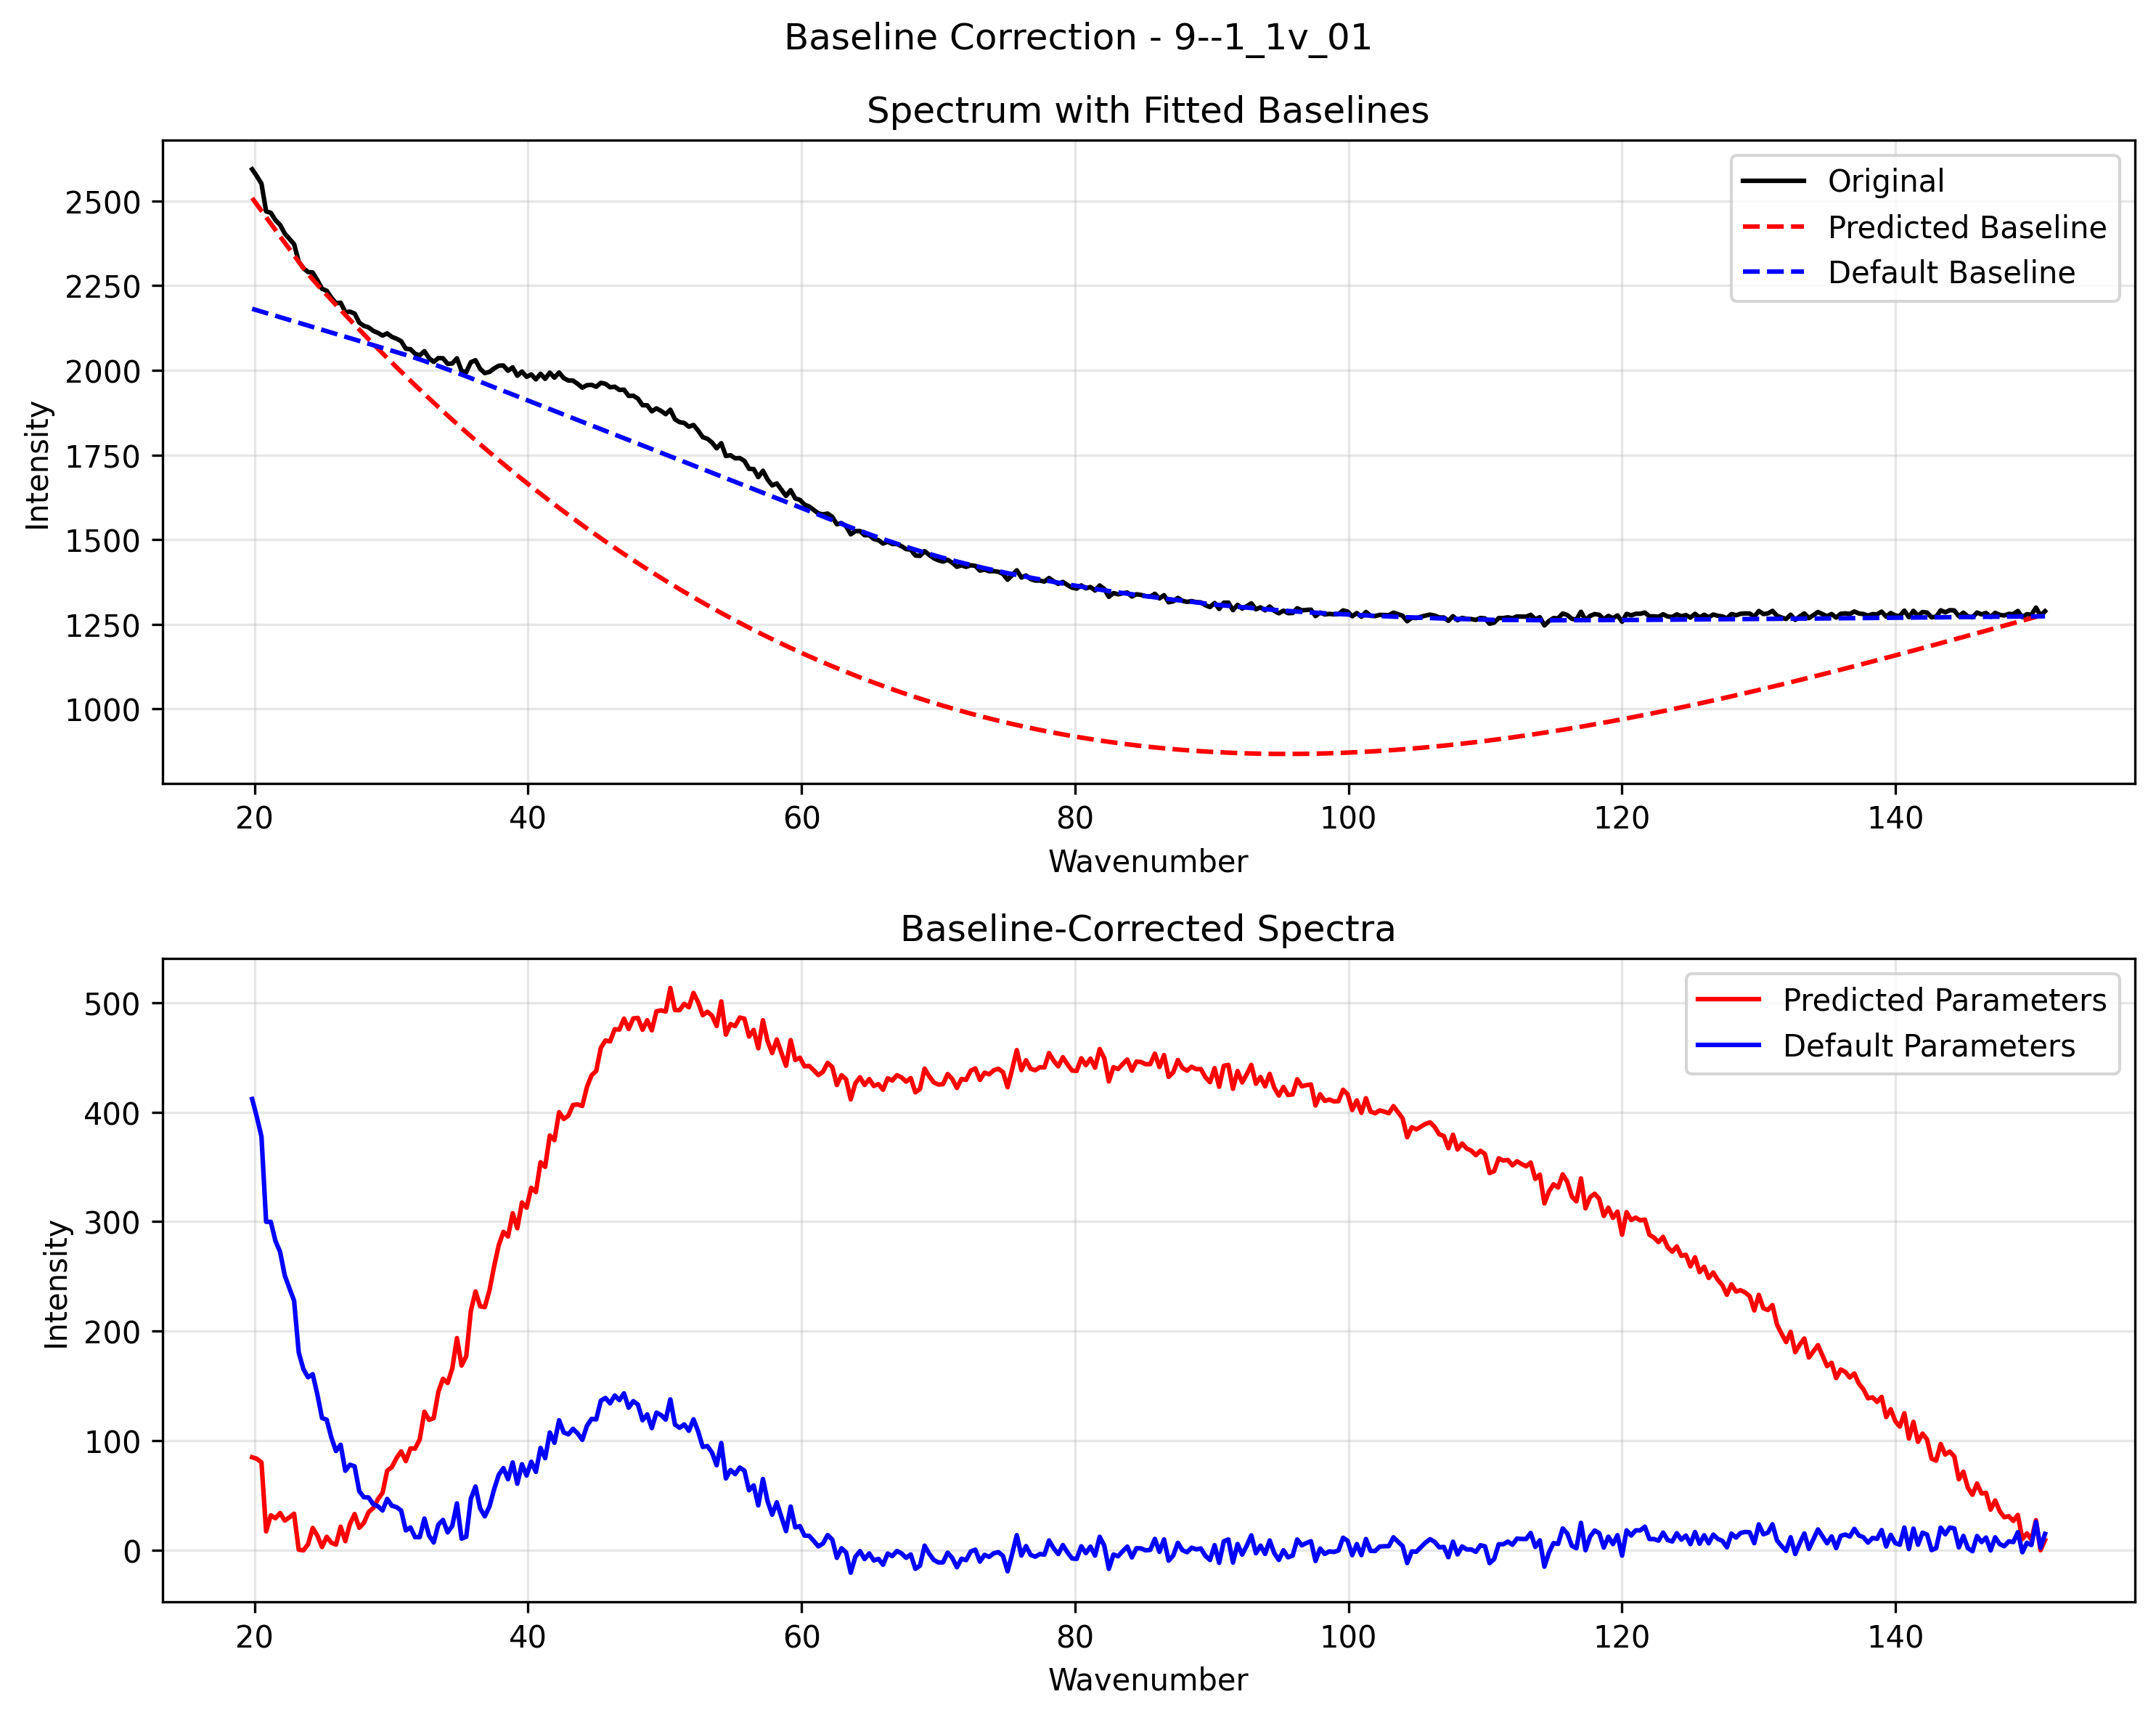 Baseline Correction - 9--1_1v_01
Spectrum with Fitted Baselines
Original
Predicted Baseline
Default Baseline
2500
2250
2000
1750
1500
1250
1000
Intensity
20 40 60 80 100 120 140
Wavenumber
Baseline-Corrected Spectra
Predicted Parameters
Default Parameters
500
400
300
200
100
0
Intensity
20 40 60 80 100 120 140
Wavenumber